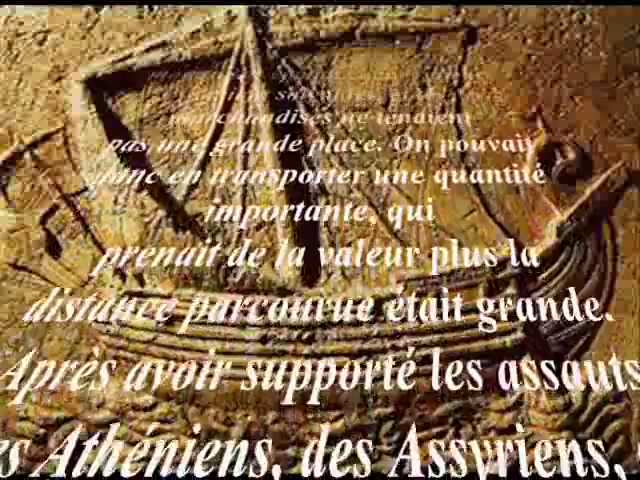 marchandises ne tenaient
pas une grande place. On pouvait
donc en transporter une quantité
importante, qui
prenait de la valeur plus la
distance parcourue était grande.
Après avoir supporté les assauts
Athéniens, des Assyriens,